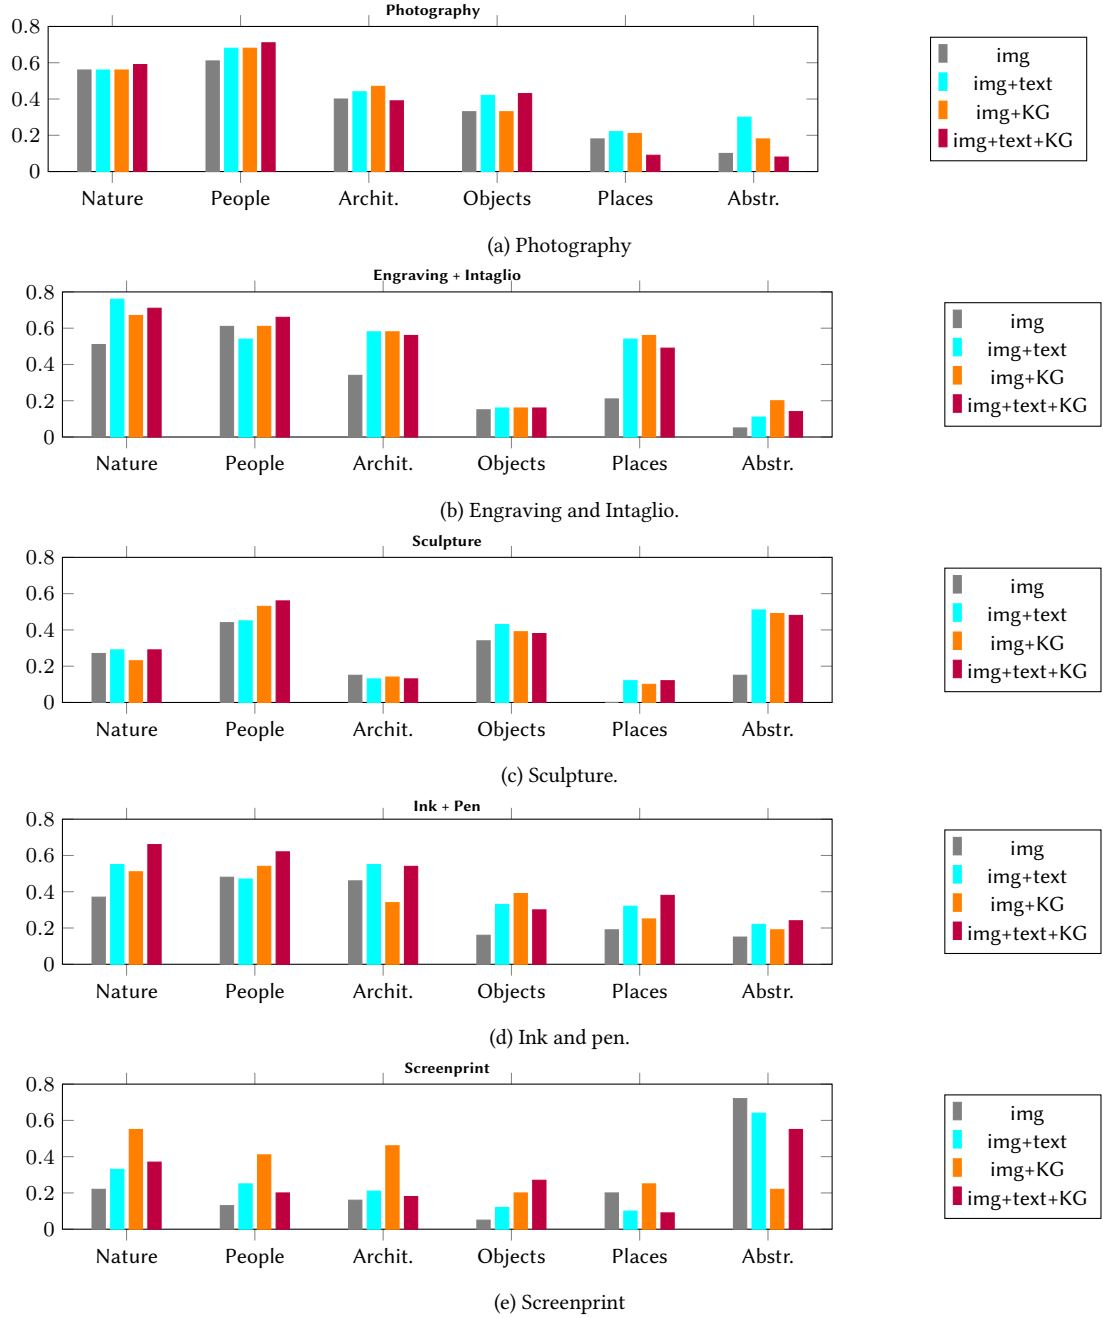 Photography
0.8
0.6
0.4
0.2
0
Nature People Archit. Objects Places Abstr.
img
img+text
img+KG
img+text+KG
(a) Photography
Engraving + Intaglio
0.8
0.6
0.4
0.2
0
Nature People Archit. Objects Places Abstr.
img
img+text
img+KG
img+text+KG
(b) Engraving and Intaglio.
Sculpture
0.8
0.6
0.4
0.2
0
Nature People Archit. Objects Places Abstr.
img
img+text
img+KG
img+text+KG
(c) Sculpture.
Ink + Pen
0.8
0.6
0.4
0.2
0
Nature People Archit. Objects Places Abstr.
img
img+text
img+KG
img+text+KG
(d) Ink and pen.
Screenprint
0.8
0.6
0.4
0.2
0
Nature People Archit. Objects Places Abstr.
img
img+text
img+KG
img+text+KG
(e) Screenprint